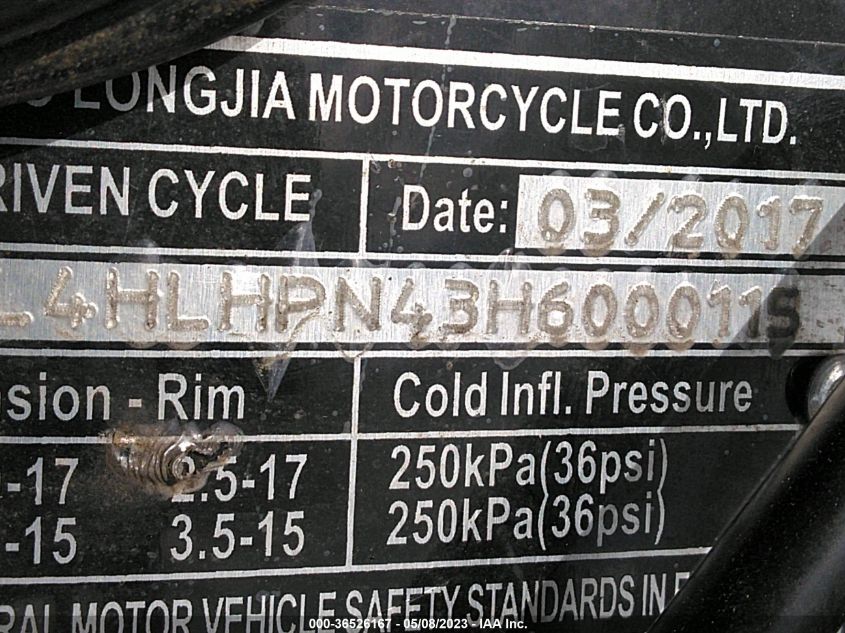 LONGJIA MOTORCYCLE CO.,LTD.
RIVEN CYCLE Date: 03/2017
L4HLHPN43H6000115
sion - Rim Cold Infl. Pressure
-17 2.5-17 250kPa(36psi)
-15 3.5-15 250kPa(36psi)
RAL MOTOR VEHICLE SAFETY STANDARDS IN
000-36526167 - 05/08/2023 - IAA Inc.